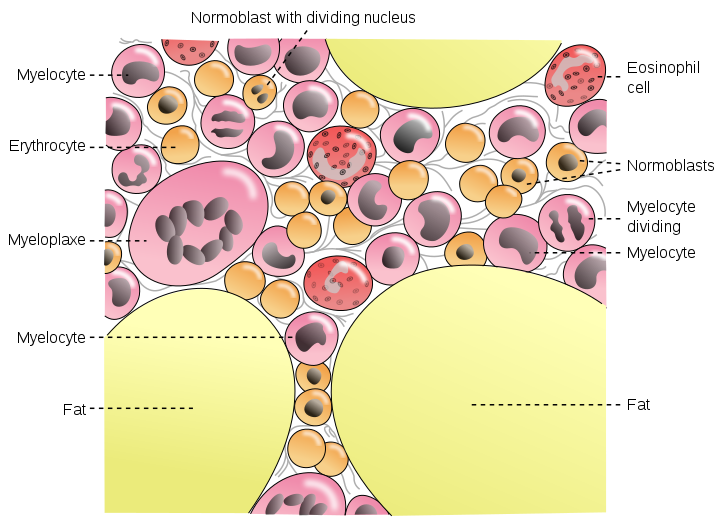 Normoblast with dividing nucleus
Myelocyte
Eosinophil
cell
Erythrocyte
Normoblasts
Myelocyte
dividing
Myeloplaxe
Myelocyte
Myelocyte
Fat
Fat